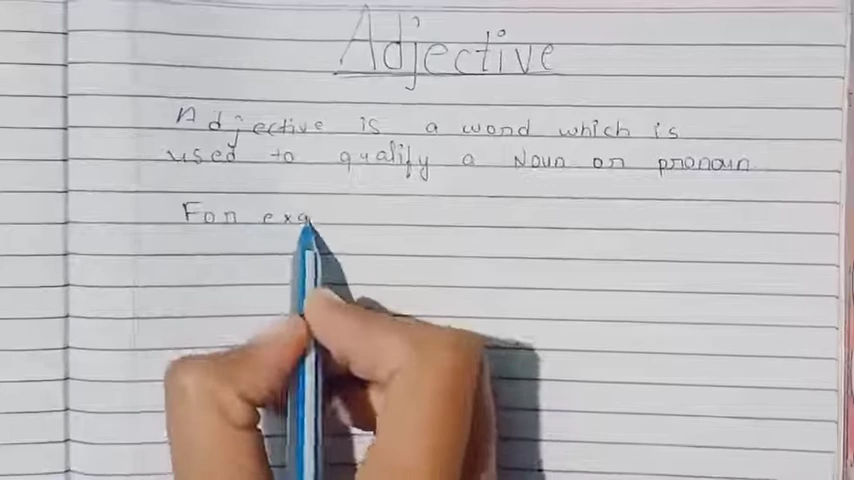 Adjective
Adjective is a word which is
used to qualify a Noun or pronoun
For exa